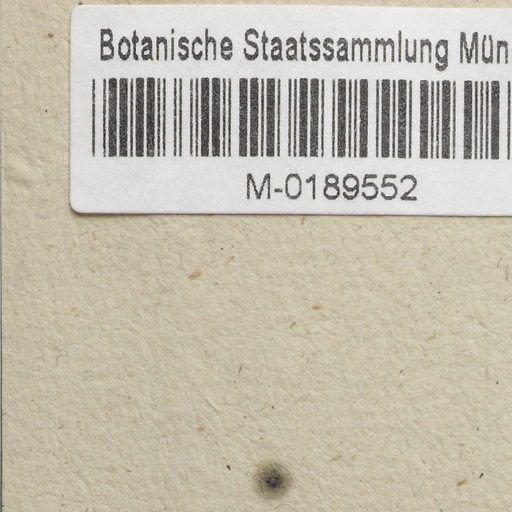 Botanische Staatssammlung Mün
M-0189552